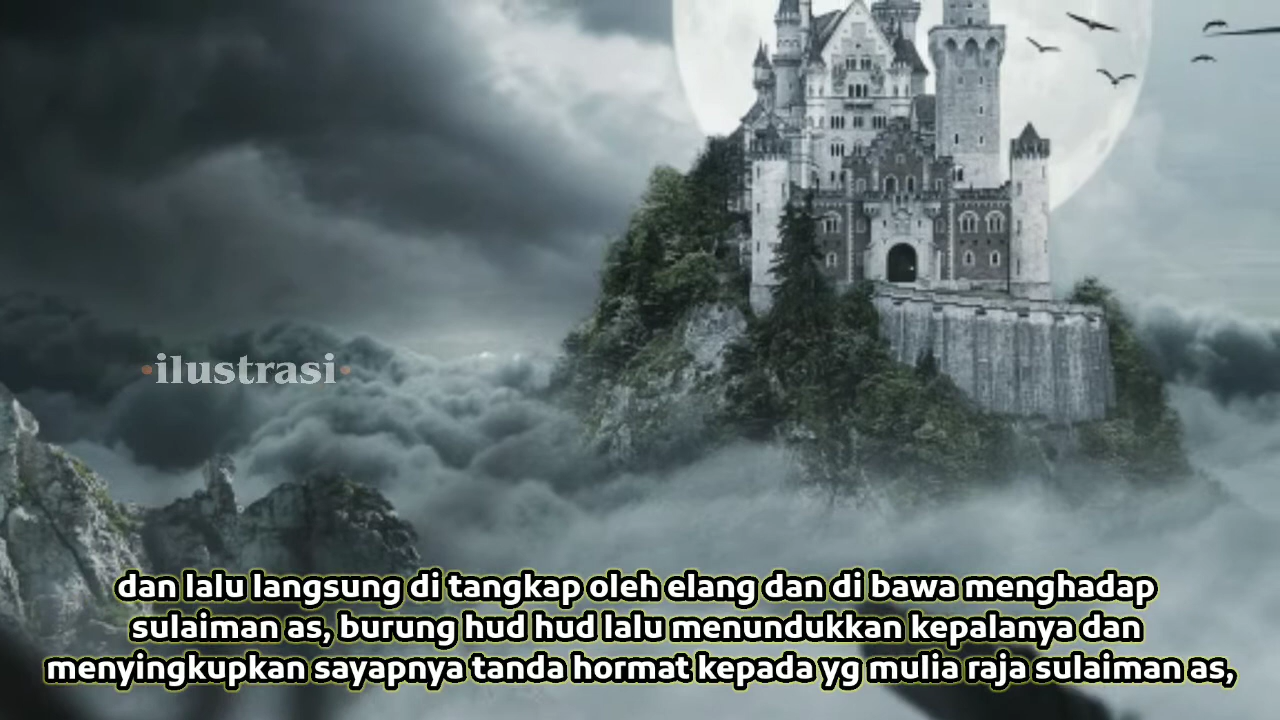 •ilustrasi•
dan lalu langsung di tangkap oleh elang dan di bawa menghadap
sulaiman as, burung hud hud lalu menundukkan kepalanya dan
menyingkupkan sayapnya tanda hormat kepada yg mulia raja sulaiman as,